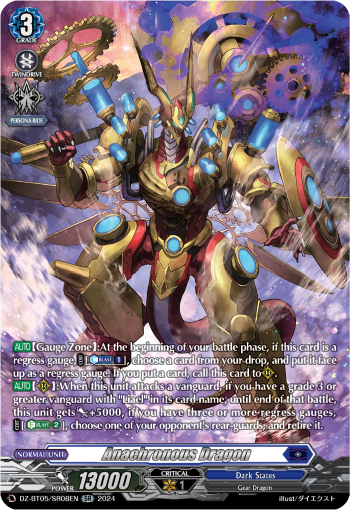 3
GRADE
TWINDRIVE
PERSONA RIDE
AUTO [Gauge Zone]:At the beginning of your battle phase, if this card is a
regress gauge, [C BLAST 1], choose a card from your drop, and put it face
up as a regress gauge. If you put a card, call this card to R.
AUTO [R]:When this unit attacks a vanguard, if you have a grade 3 or
greater vanguard with "Liael" in its card name, until end of that battle,
this unit gets +5000, if you have three or more regress gauges,
[E BLAST 2], choose one of your opponent's rear-guards, and retire it.
NORMAL UNIT
Anachronous Dragon
POWER 13000 CRITICAL 1
Dark States
Gear Dragon
D-BT05/SR08EN SR 2024
illust/ダイエクスト